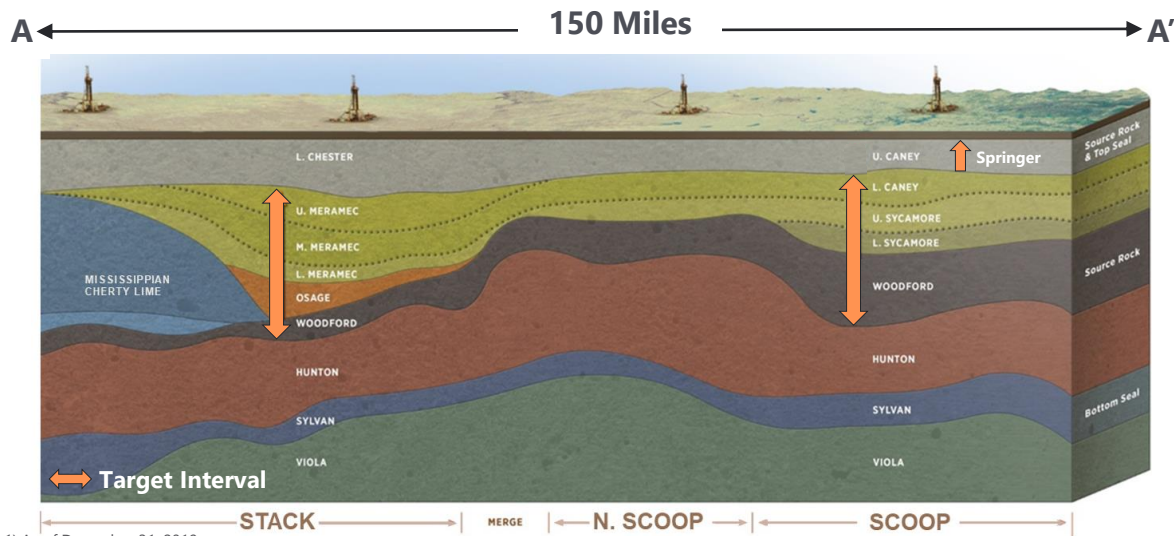 A 150 Miles A'
L. CHESTER
U. CANEY
Springer
Source Rock
& Top Seal
L. CANEY
U. MERAMEC
U. SYCAMORE
M. MERAMEC
L. SYCAMORE
L. MERAMEC
MISSISSIPPIAN
CHERTY LIME
OSAGE
WOODFORD
Source Rock
WOODFORD
HUNTON
HUNTON
SYLVAN
SYLVAN
Bottom Seal
VIOLA
VIOLA
Target Interval
STACK MERGE N. SCOOP SCOOP